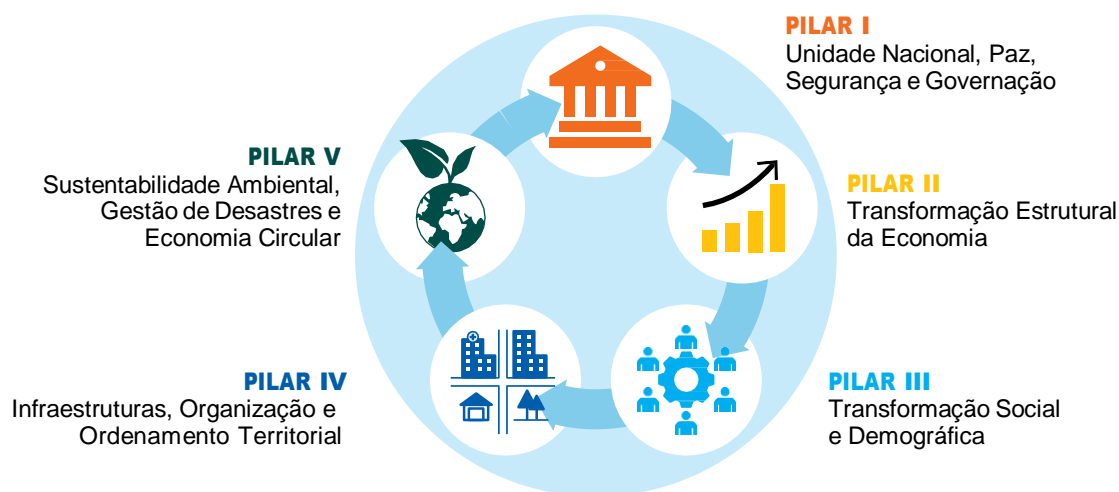 PILAR I
Unidade Nacional, Paz,
Segurança e Governação
PILAR II
Transformação Estrutural
da Economia
PILAR III
Transformação Social
e Demográfica
PILAR IV
Infraestruturas, Organização e
Ordenamento Territorial
PILAR V
Sustentabilidade Ambiental,
Gestão de Desastres e
Economia Circular